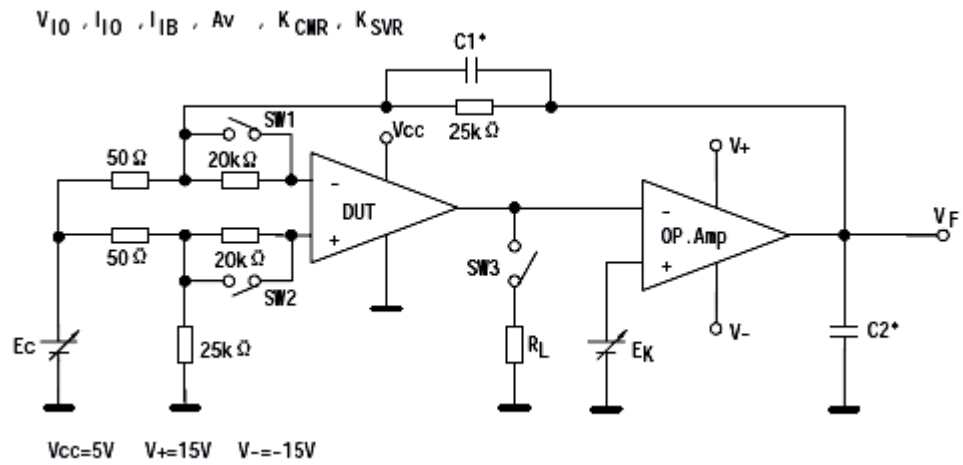 VIO , IIO , IIB , Av , KCMR , KSVR
C1*
25kΩ
SW1
Vcc
50Ω
20kΩ
-
DUT
+
50Ω
20kΩ
SW2
V+
-
OP.Amp
+
VF
SW3
V-
Ec
25kΩ
RL
EK
C2*
Vcc=5V V+=15V V-=-15V